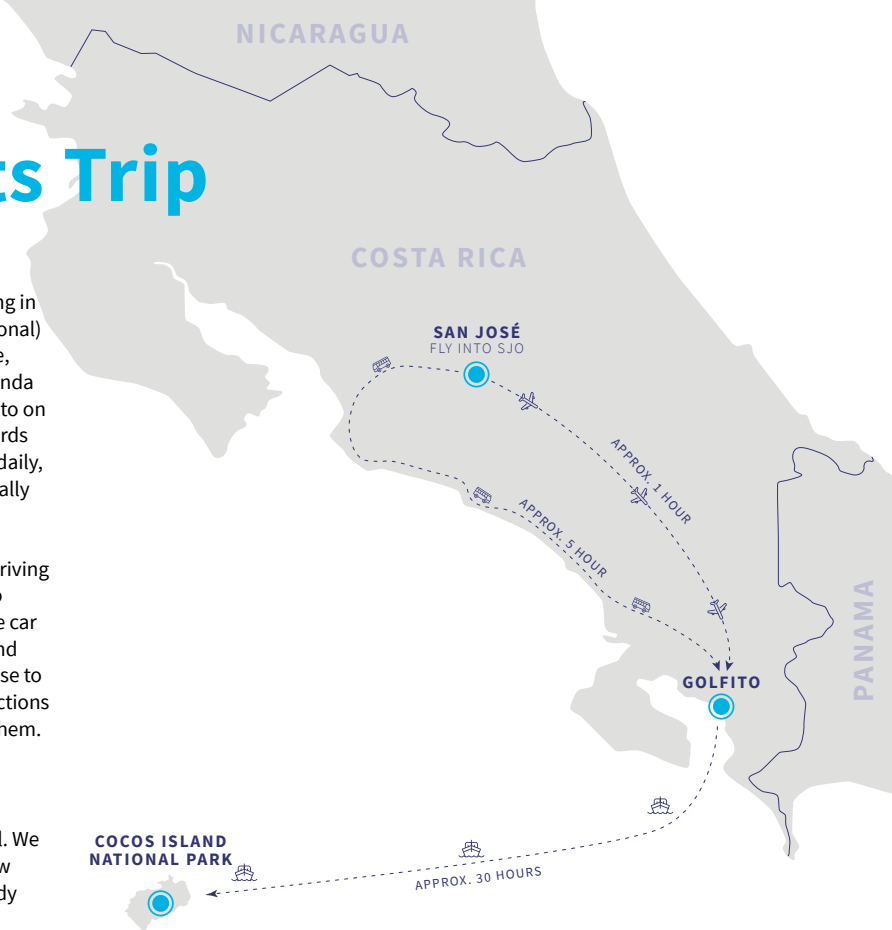 NICARAGUA
ts Trip
COSTA RICA
ng in
onal)
e,
nda
to on
rds
daily,
ally
riving
e car
nd
se to
ctions
hem.
l. We
w
dy
SAN JOSÉ
FLY INTO SJO
APPROX. 1 HOUR
APPROX. 5 HOUR
PANAMA
GOLFITO
COCOS ISLAND
NATIONAL PARK
APPROX. 30 HOURS